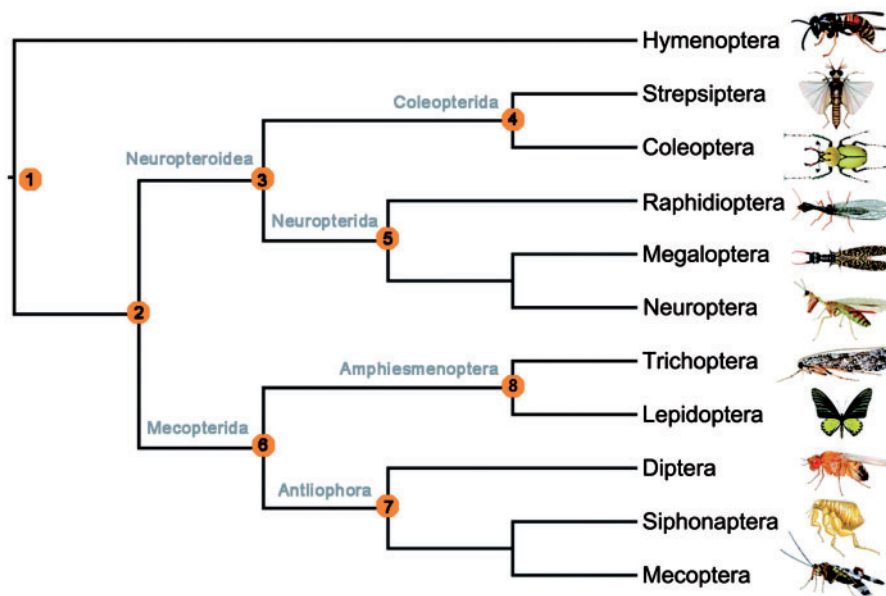 Hymenoptera
Strepsiptera
Coleopterida
4
Coleoptera
Neuropteroidea
1
3
Raphidioptera
Neuropterida
5
Megaloptera
Neuroptera
2
Trichoptera
Amphiesmenoptera
8
Lepidoptera
Mecopterida
6
Diptera
Antliophora
7
Siphonaptera
Mecoptera